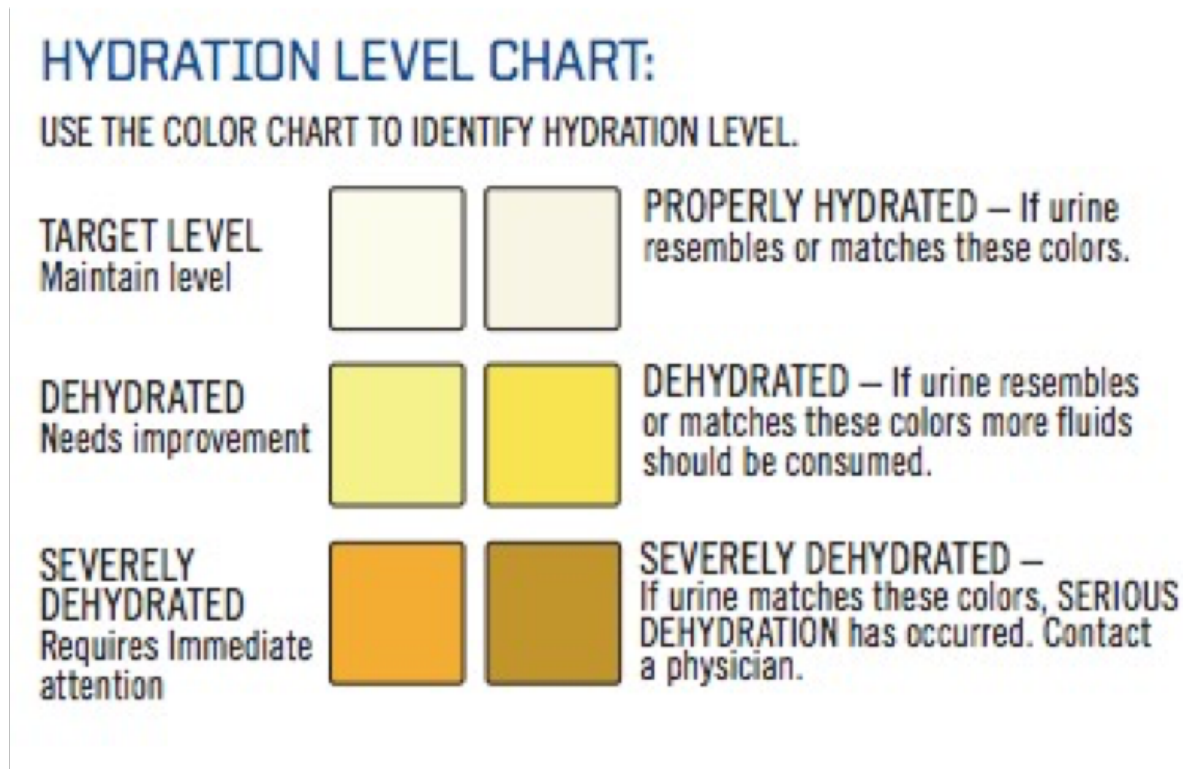 HYDRATION LEVEL CHART:
USE THE COLOR CHART TO IDENTIFY HYDRATION LEVEL.
TARGET LEVEL
Maintain level
PROPERLY HYDRATED – If urine
resembles or matches these colors.
DEHYDRATED
Needs improvement
DEHYDRATED – If urine resembles
or matches these colors more fluids
should be consumed.
SEVERELY
DEHYDRATED
Requires Immediate
attention
SEVERELY DEHYDRATED –
If urine matches these colors, SERIOUS
DEHYDRATION has occurred. Contact
a physician.